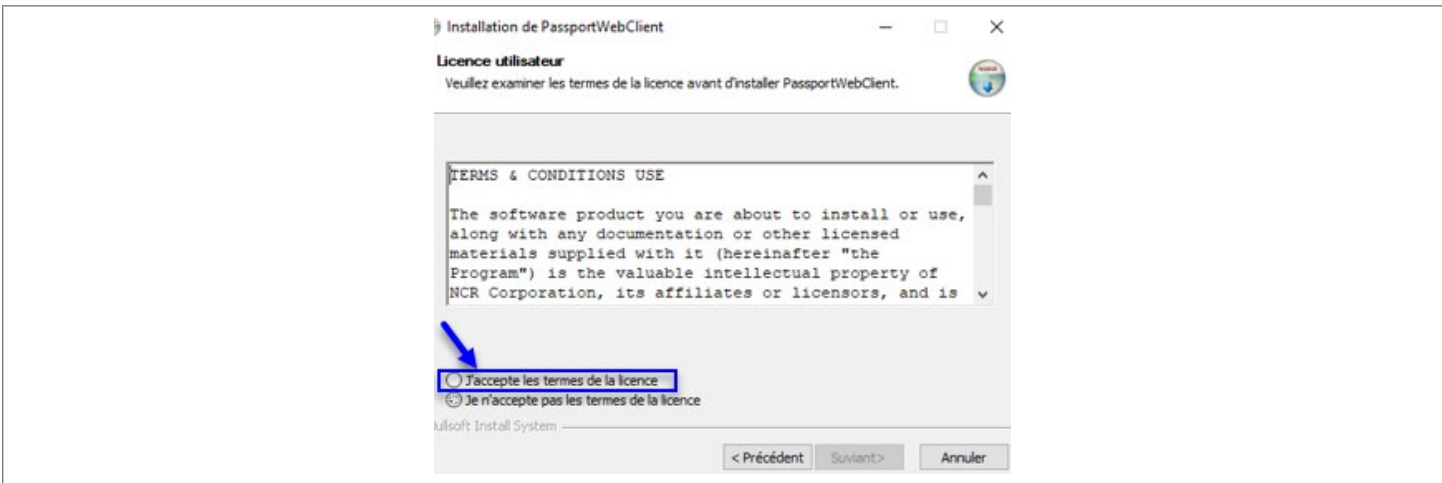 Installation de PassportWebClient
Licence utilisateur
Veuillez examiner les termes de la licence avant d'installer PassportWebClient.
TERMS & CONDITIONS USE
The software product you are about to install or use,
along with any documentation or other licensed
materials supplied with it (hereinafter "the
Program") is the valuable intellectual property of
NCR Corporation, its affiliates or licensors, and is
J'accepte les termes de la licence
Je n'accepte pas les termes de la licence
ullsoft Install System
< Précédent
Suviant>
Annuler